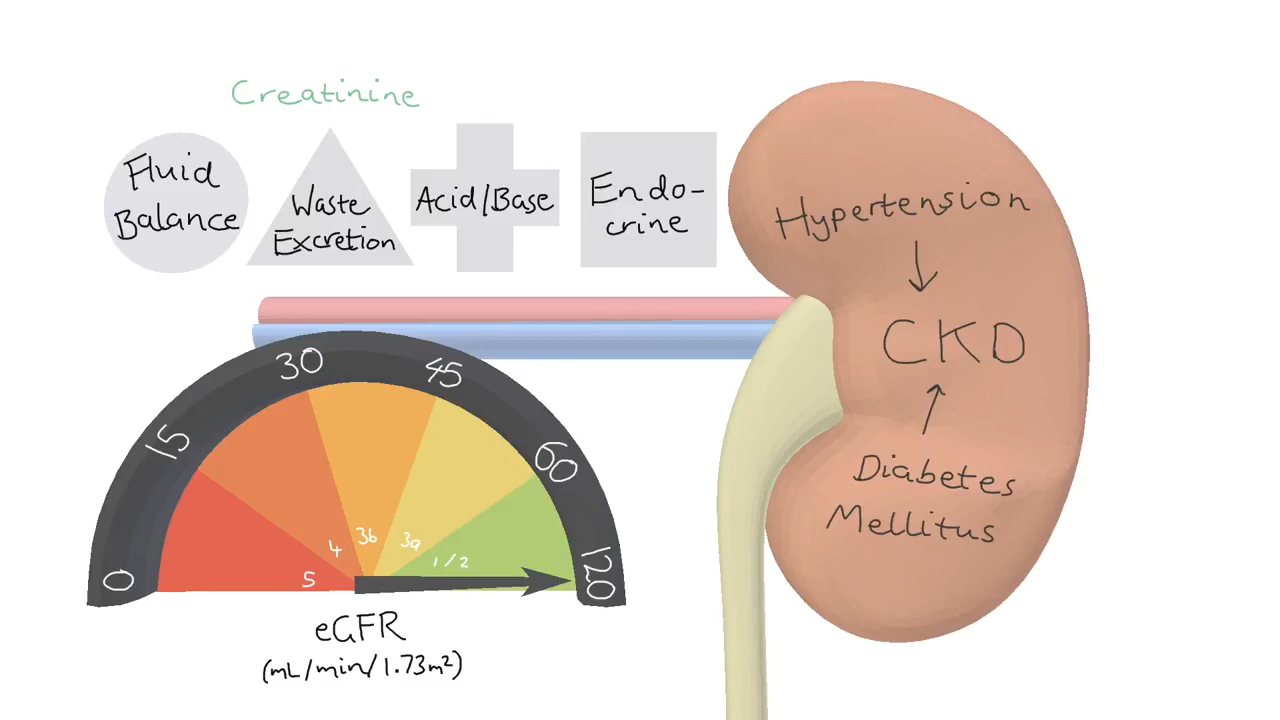 Creatinine
Fluid
Balance
Waste
Excretion
Acid/Base
Endo-
crine
Hypertension
CKD
Diabetes
Mellitus
0
15
30
45
60
120
5
4
3b
3a
1/2
eGFR
(mL/min/1.73m²)